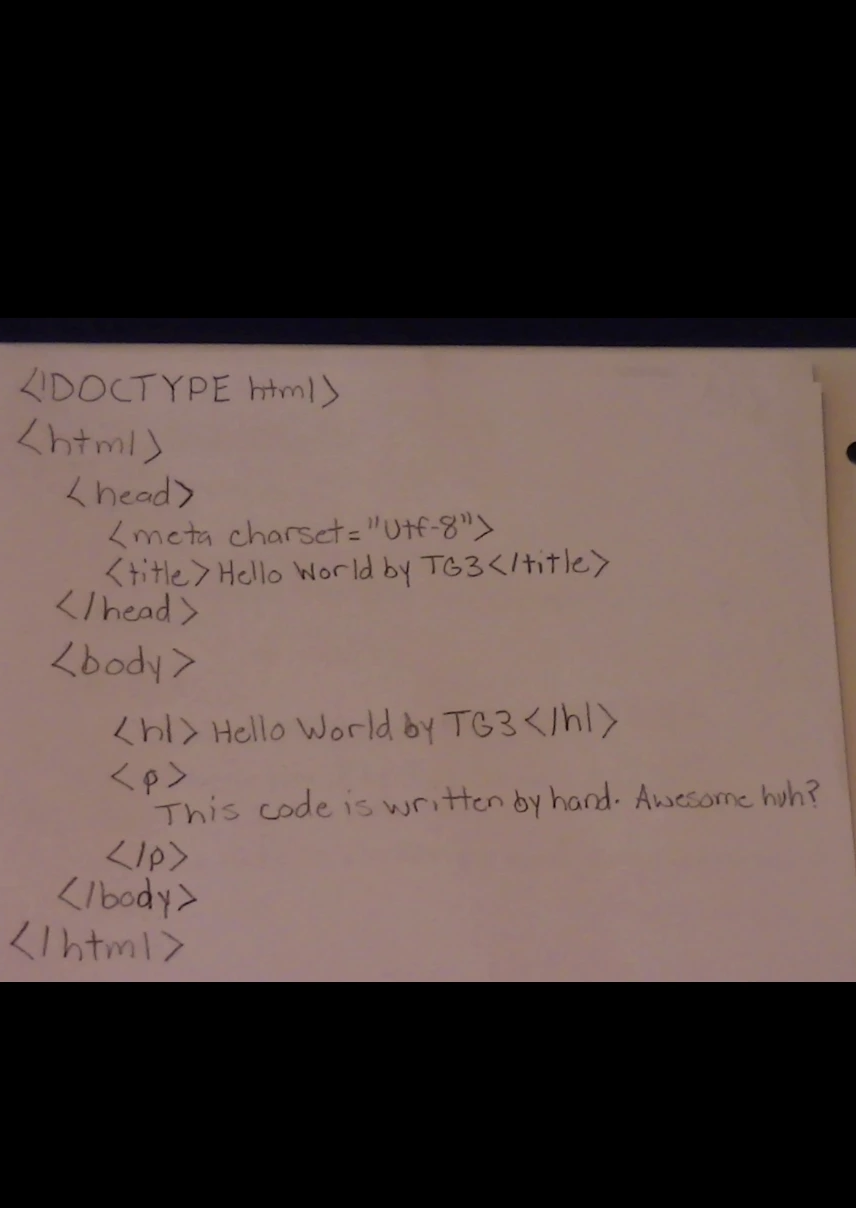 <!DOCTYPE html>
<html>
<head>
<meta charset="Utf-8">
<title>Hello World by TG3</title>
</head>
<body>
<h1>Hello World by TG3</h1>
<p>
This code is written by hand. Awesome huh?
</p>
</body>
</html>